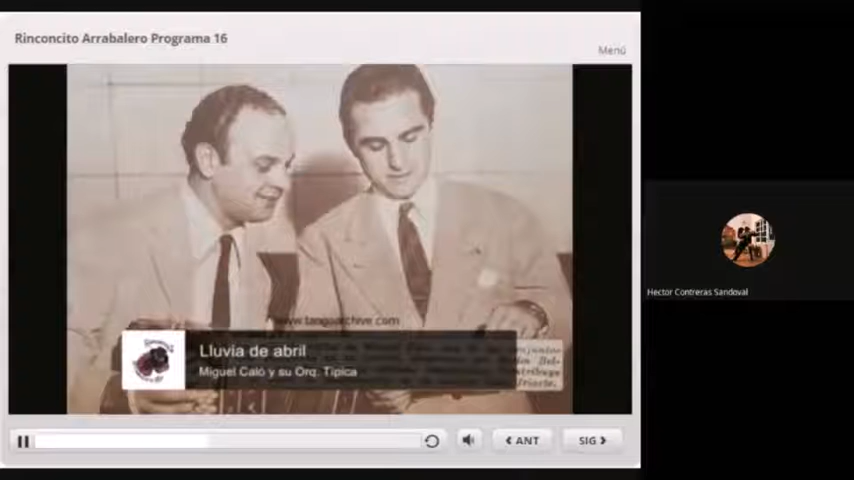 Rinconcito Arrabalero Programa 16
Menú
www.tangoarchive.com
Lluvia de abril
Miguel Caló y su Orq. Típica
ANT
SIG
Hector Contreras Sandoval